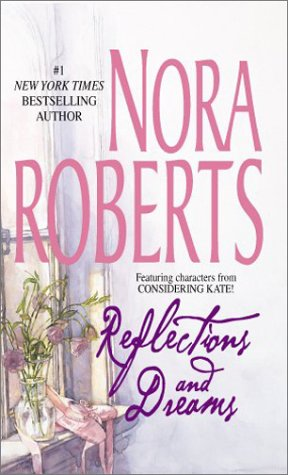 #1
NEW YORK TIMES
BESTSELLING
AUTHOR
NORA
ROBERTS
Featuring characters from
CONSIDERING KATE!
Reflections
and
Dreams